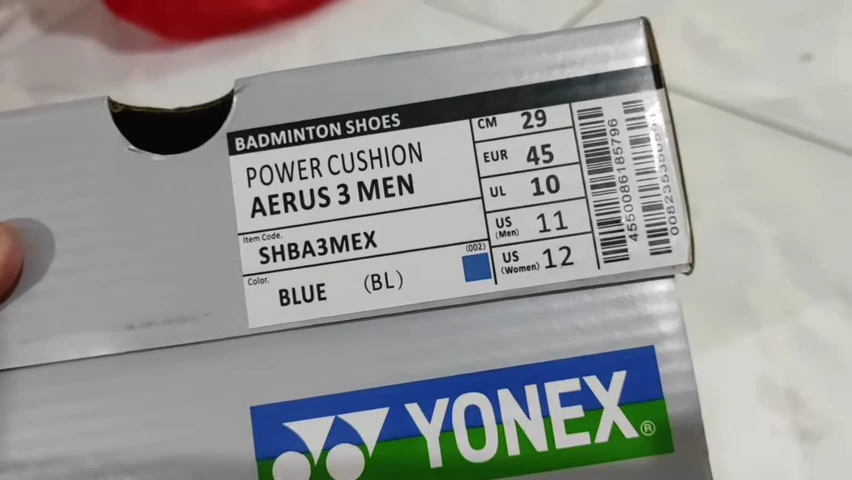 BADMINTON SHOES
POWER CUSHION
AERUS 3 MEN
Item Code.
SHBA3MEX
Color.
BLUE (BL)
(002)
CM 29
EUR 45
UL 10
US (Men) 11
US (Women) 12
4550086185796
YONEX®